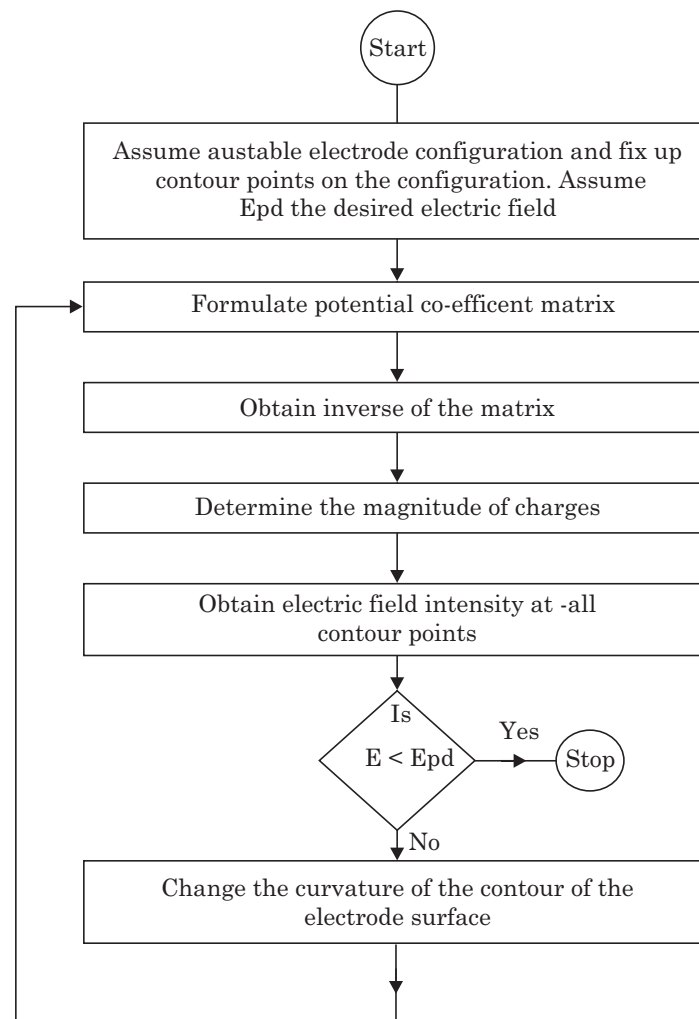 Start
Assume austable electrode configuration and fix up
contour points on the configuration. Assume
Epd the desired electric field
Formulate potential co-efficent matrix
Obtain inverse of the matrix
Determine the magnitude of charges
Obtain electric field intensity at -all
contour points
Is
E < Epd
Yes
Stop
No
Change the curvature of the contour of the
electrode surface